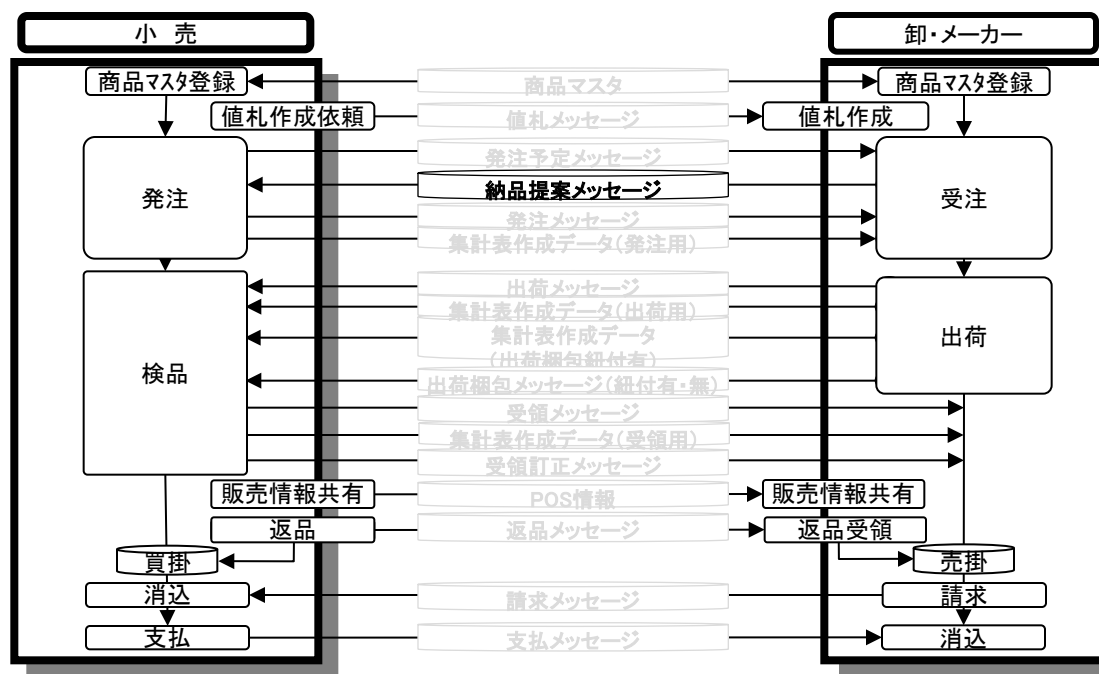 小　売
卸・メーカー
商品マスタ登録
商品マスタ
商品マスタ登録
値札作成依頼
値札メッセージ
値札作成
発注予定メッセージ
納品提案メッセージ
発注
受注
発注メッセージ
集計表作成データ(発注用)
出荷メッセージ
集計表作成データ(出荷用)
集計表作成データ
(出荷梱包紐付有)
出荷
検品
出荷梱包メッセージ(紐付有・無)
受領メッセージ
集計表作成データ(受領用)
受領訂正メッセージ
販売情報共有
POS情報
販売情報共有
返品
返品メッセージ
返品受領
買掛
売掛
消込
請求メッセージ
請求
支払
支払メッセージ
消込